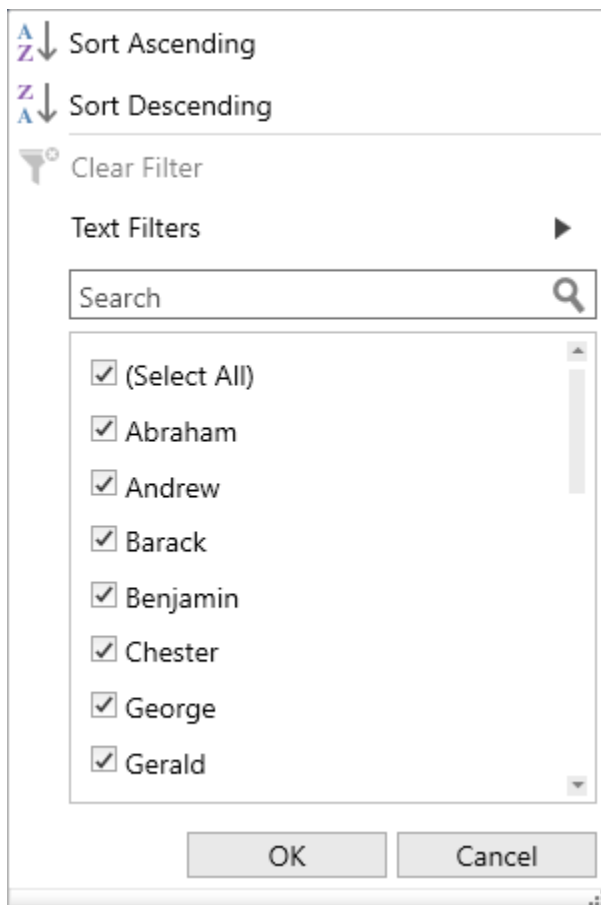 Sort Ascending
Sort Descending
Clear Filter
Text Filters
Search
(Select All)
Abraham
Andrew
Barack
Benjamin
Chester
George
Gerald
OK Cancel